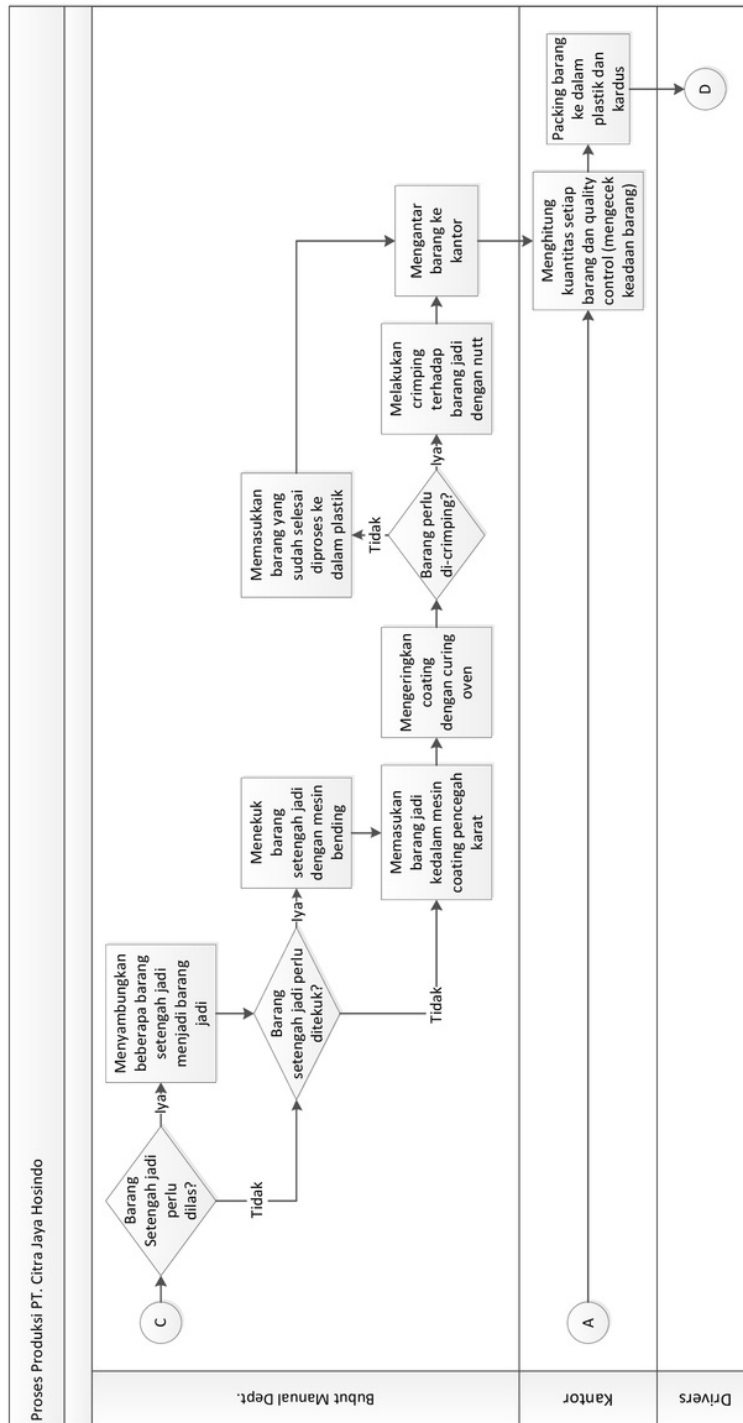 Proses Produksi PT. Citra Jaya Hosindo
Bubut Manual Dept.
C
Barang
Setengah jadi
perlu
dilas?
Iya
Tidak
Menyambungkan
beberapa barang
setengah jadi
menjadi barang
jadi
Barang
setengah jadi perlu
ditekuk?
Iya
Tidak
Menekuk
barang
setengah jadi
dengan mesin
bending
Memasukan
barang jadi
kedalam mesin
coating pencegah
karat
Mengeringkan
coating
dengan curing
oven
Barang perlu
di-crimping?
Tidak
Iya
Memasukkan
barang yang
sudah selesai
diproses ke
dalam plastik
Melakukan
crimping
terhadap
barang jadi
dengan nutt
Mengantar
barang ke
kantor
Kantor
A
Menghitung
kuantitas setiap
barang dan quality
control (mengecek
keadaan barang)
Packing barang
ke dalam
plastik dan
kardus
Drivers
D